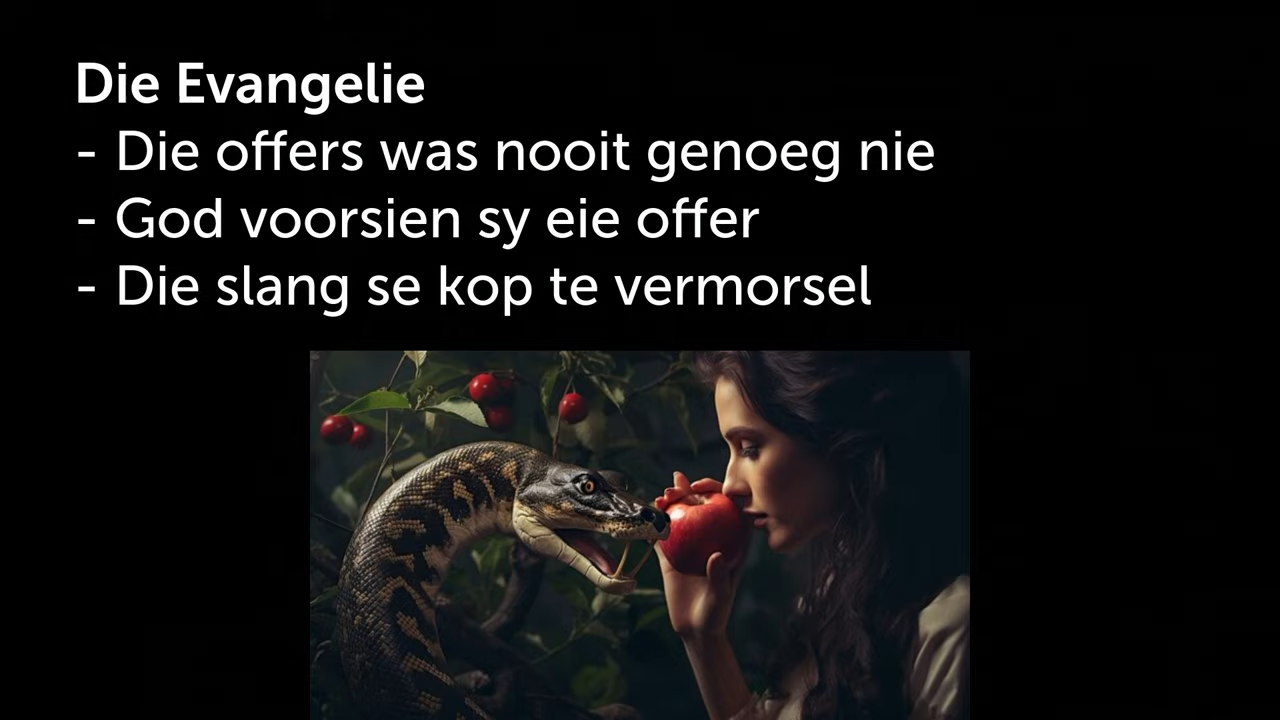 Die Evangelie
- Die offers was nooit genoeg nie
- God voorsien sy eie offer
- Die slang se kop te vermorsel